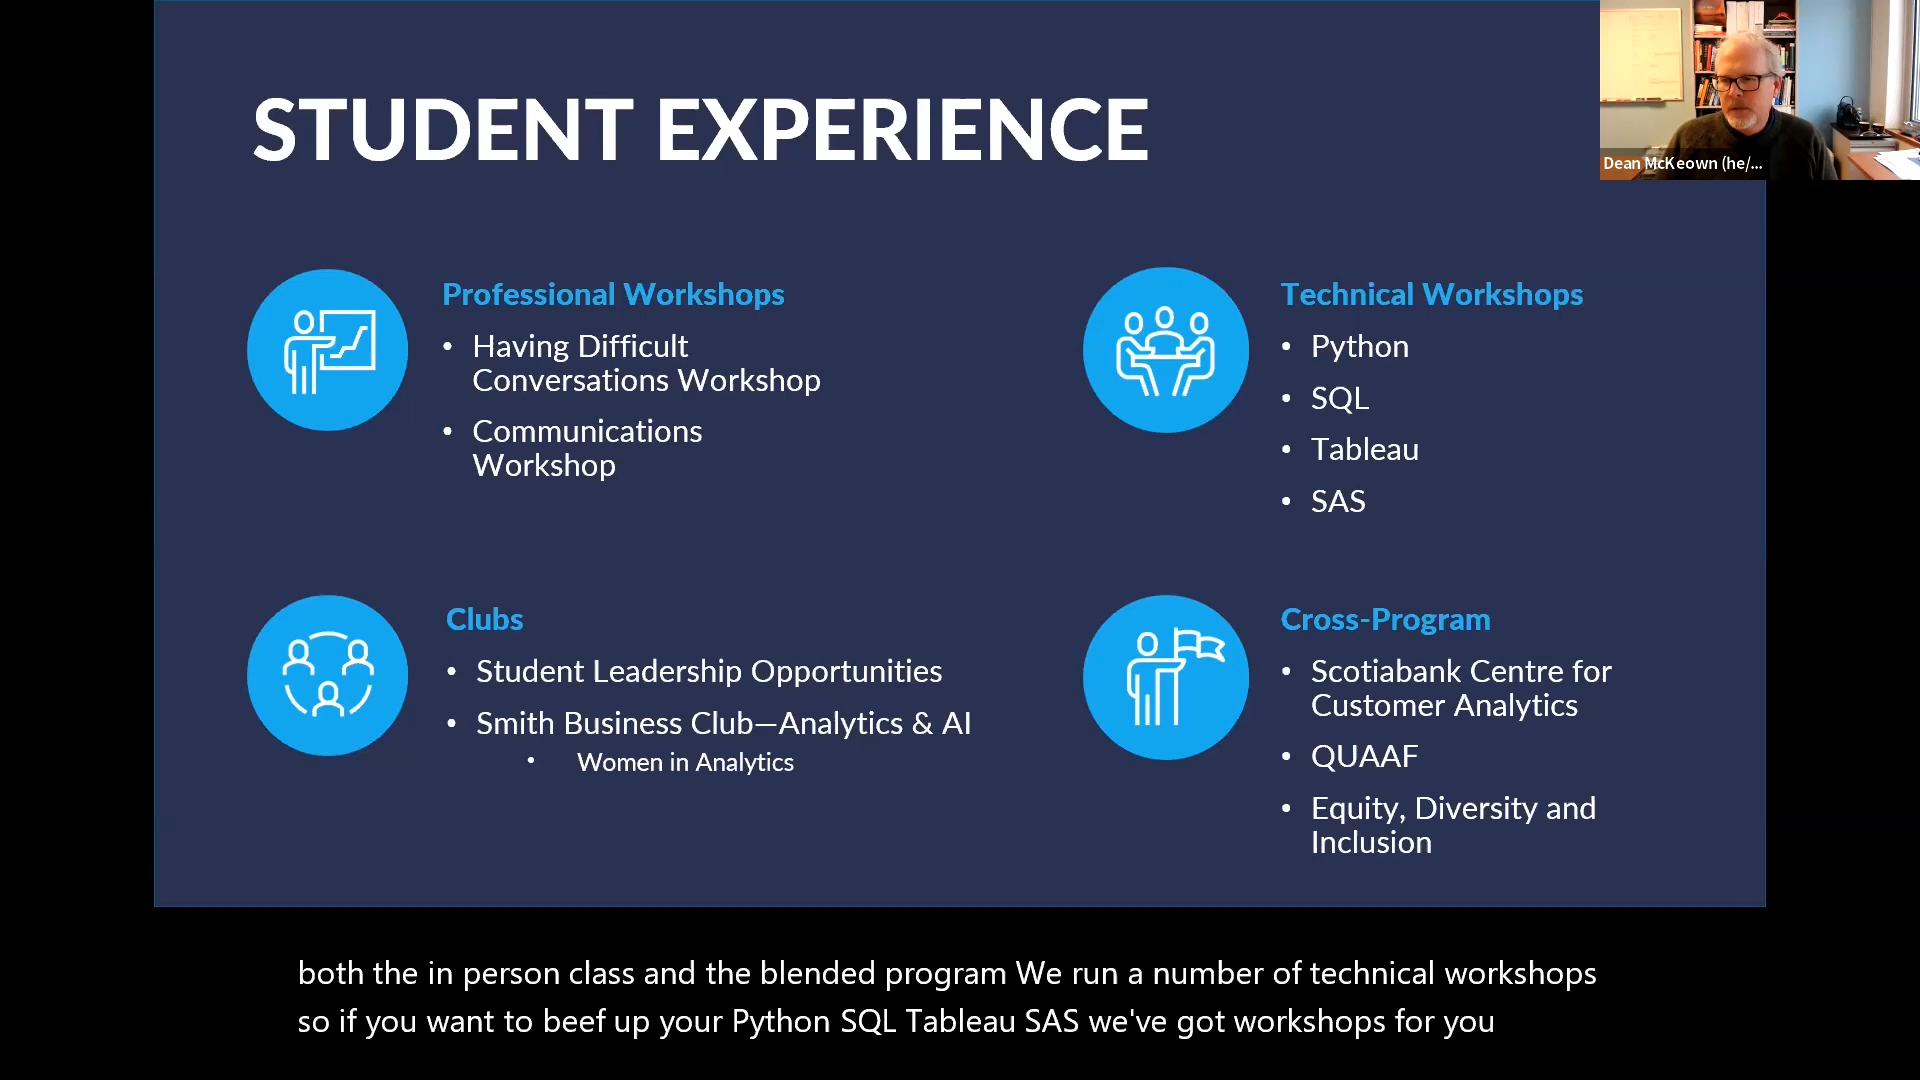 STUDENT EXPERIENCE
Dean McKeown (he/...
Professional Workshops
• Having Difficult
Conversations Workshop
• Communications
Workshop
Technical Workshops
• Python
• SQL
• Tableau
• SAS
Clubs
• Student Leadership Opportunities
• Smith Business Club—Analytics & AI
• Women in Analytics
Cross-Program
• Scotiabank Centre for
Customer Analytics
• QUAAF
• Equity, Diversity and
Inclusion
both the in person class and the blended program We run a number of technical workshops
so if you want to beef up your Python SQL Tableau SAS we've got workshops for you